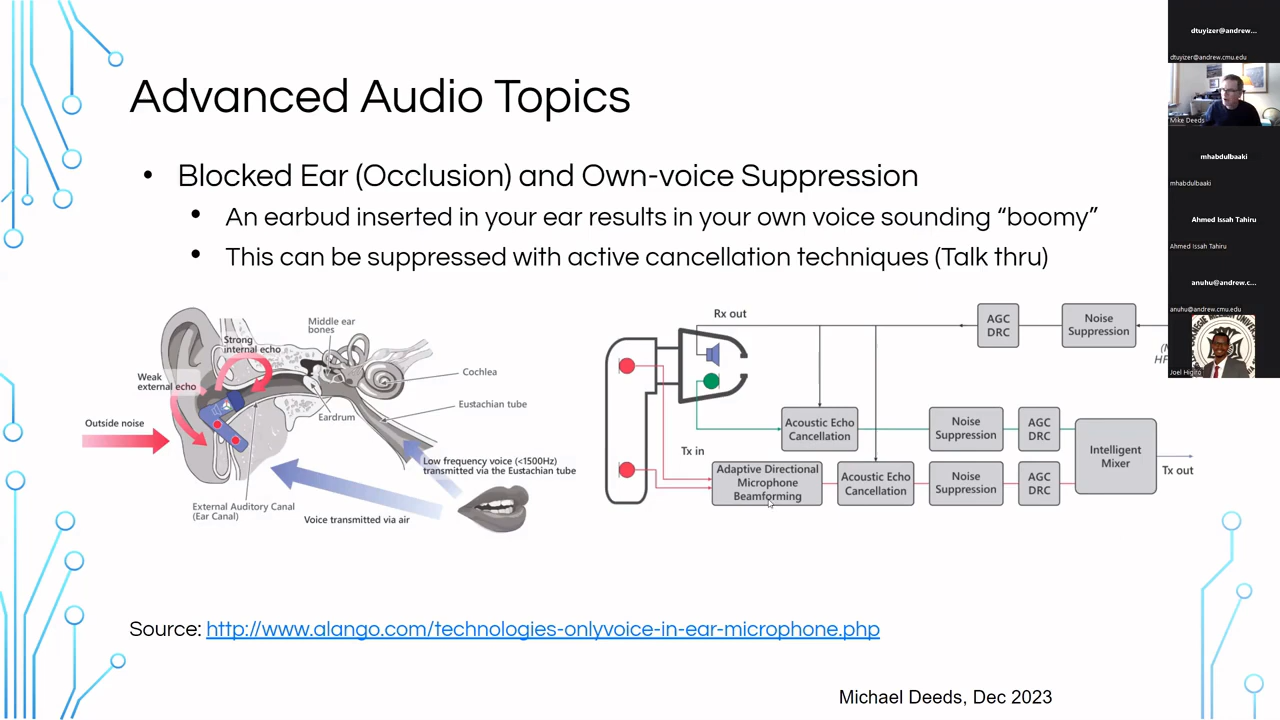 Advanced Audio Topics
• Blocked Ear (Occlusion) and Own-voice Suppression
• An earbud inserted in your ear results in your own voice sounding “boomy”
• This can be suppressed with active cancellation techniques (Talk thru)
Middle ear
bones
Strong
internal echo
Weak
external echo
Cochlea
Eustachian tube
Eardrum
Outside noise
Low frequency voice (<1500Hz)
transmitted via the Eustachian tube
External Auditory Canal
(Ear Canal)
Voice transmitted via air
Rx out
AGC
DRC
Noise
Suppression
Tx in
Acoustic Echo
Cancellation
Noise
Suppression
AGC
DRC
Intelligent
Mixer
Tx out
Adaptive Directional
Microphone
Beamforming
Acoustic Echo
Cancellation
Noise
Suppression
AGC
DRC
Source: http://www.alango.com/technologies-onlyvoice-in-ear-microphone.php
Michael Deeds, Dec 2023
dtuyizer@andrew...
dtuyizer@andrew.cmu.edu
Mike Deeds
mhabdulbaaki
mhabdulbaaki
Ahmed Issah Tahiru
Ahmed Issah Tahiru
anuhu@andrew.c...
anuhu@andrew.cmu.edu
Joel Higiro